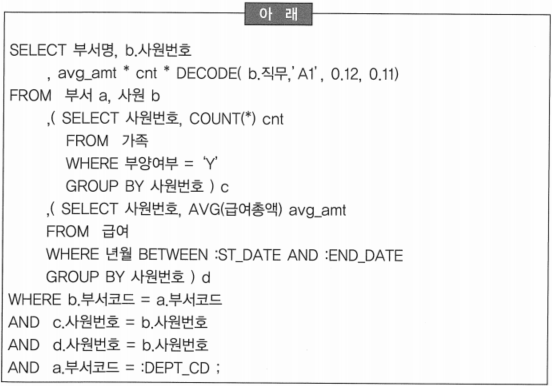 아 래
SELECT 부서명, b.사원번호
, avg_amt * cnt * DECODE( b.직무,'A1', 0.12, 0.11)
FROM 부서 a, 사원 b
,( SELECT 사원번호, COUNT(*) cnt
FROM 가족
WHERE 부양여부 = 'Y'
GROUP BY 사원번호 ) c
,( SELECT 사원번호, AVG(급여총액) avg_amt
FROM 급여
WHERE 년월 BETWEEN :ST_DATE AND :END_DATE
GROUP BY 사원번호 ) d
WHERE b.부서코드 = a.부서코드
AND c.사원번호 = b.사원번호
AND d.사원번호 = b.사원번호
AND a.부서코드 = :DEPT_CD ;